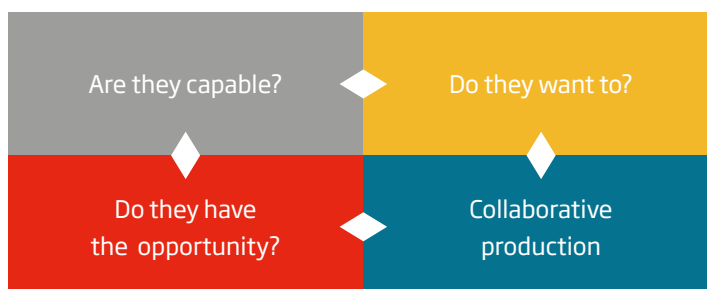 Are they capable?
Do they want to?
Do they have
the opportunity?
Collaborative
production